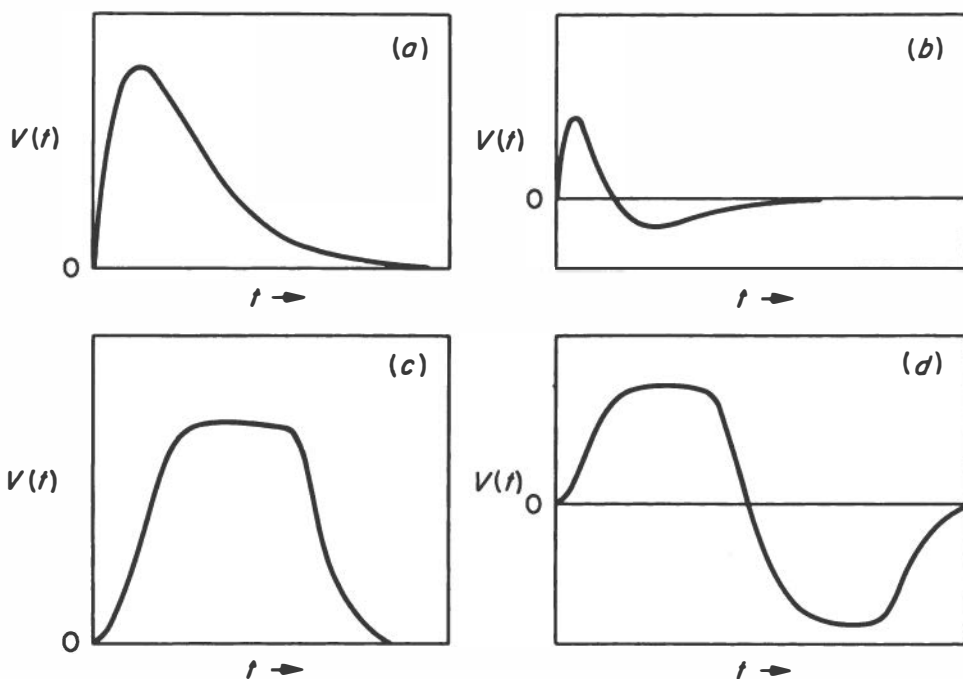 (a)
V(t)
0
t →
(b)
V(t)
0
t →
(c)
V(t)
0
t →
(d)
V(t)
0
t →